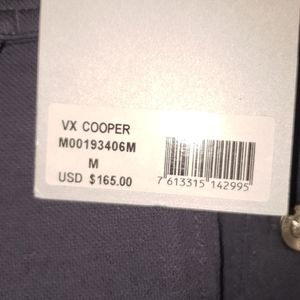 VX COOPER
M00193406M
M
USD $165.00
7 613315 142995